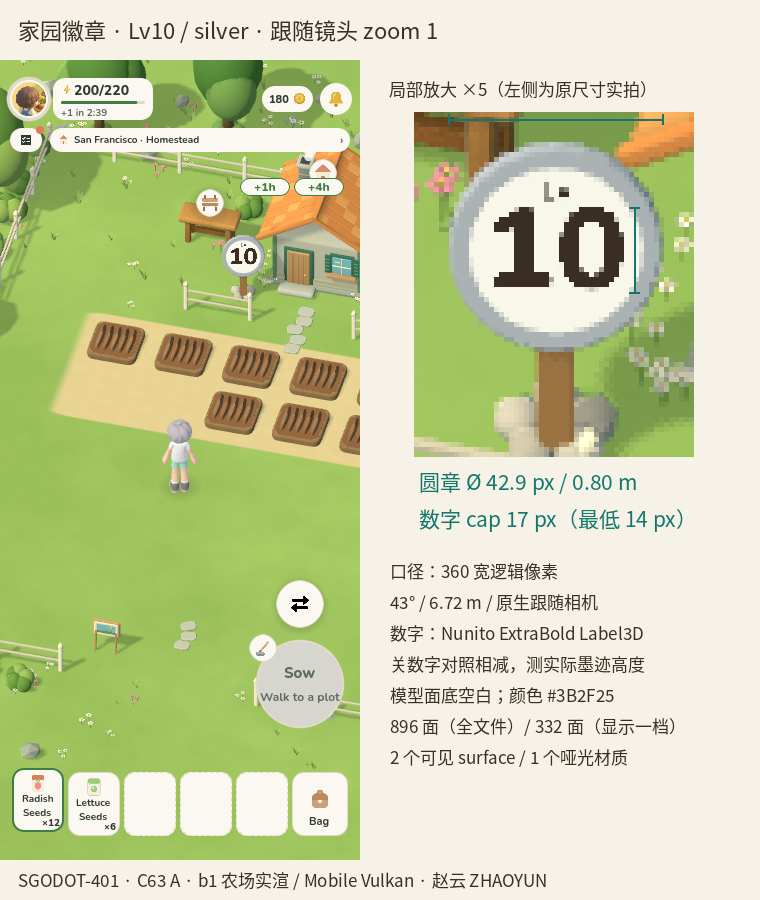 家园徽章 · Lv10 / silver · 跟随镜头 zoom 1
200/220
+1 in 2:39
180
San Francisco · Homestead
›
+1h
+4h
10
Sow
Walk to a plot
Radish
Seeds
×12
Lettuce
Seeds
×6
Bag
局部放大 ×5（左侧为原尺寸实拍）
10
圆章 Ø 42.9 px / 0.80 m
数字 cap 17 px（最低 14 px）
口径：360 宽逻辑像素
43° / 6.72 m / 原生跟随相机
数字：Nunito ExtraBold Label3D
关数字对照相减，测实际墨迹高度
模型面底空白；颜色 #3B2F25
896 面（全文件）/ 332 面（显示一档）
2 个可见 surface / 1 个哑光材质
SGODOT-401 · C63 A · b1 农场实渲 / Mobile Vulkan · 赵云 ZHAOYUN